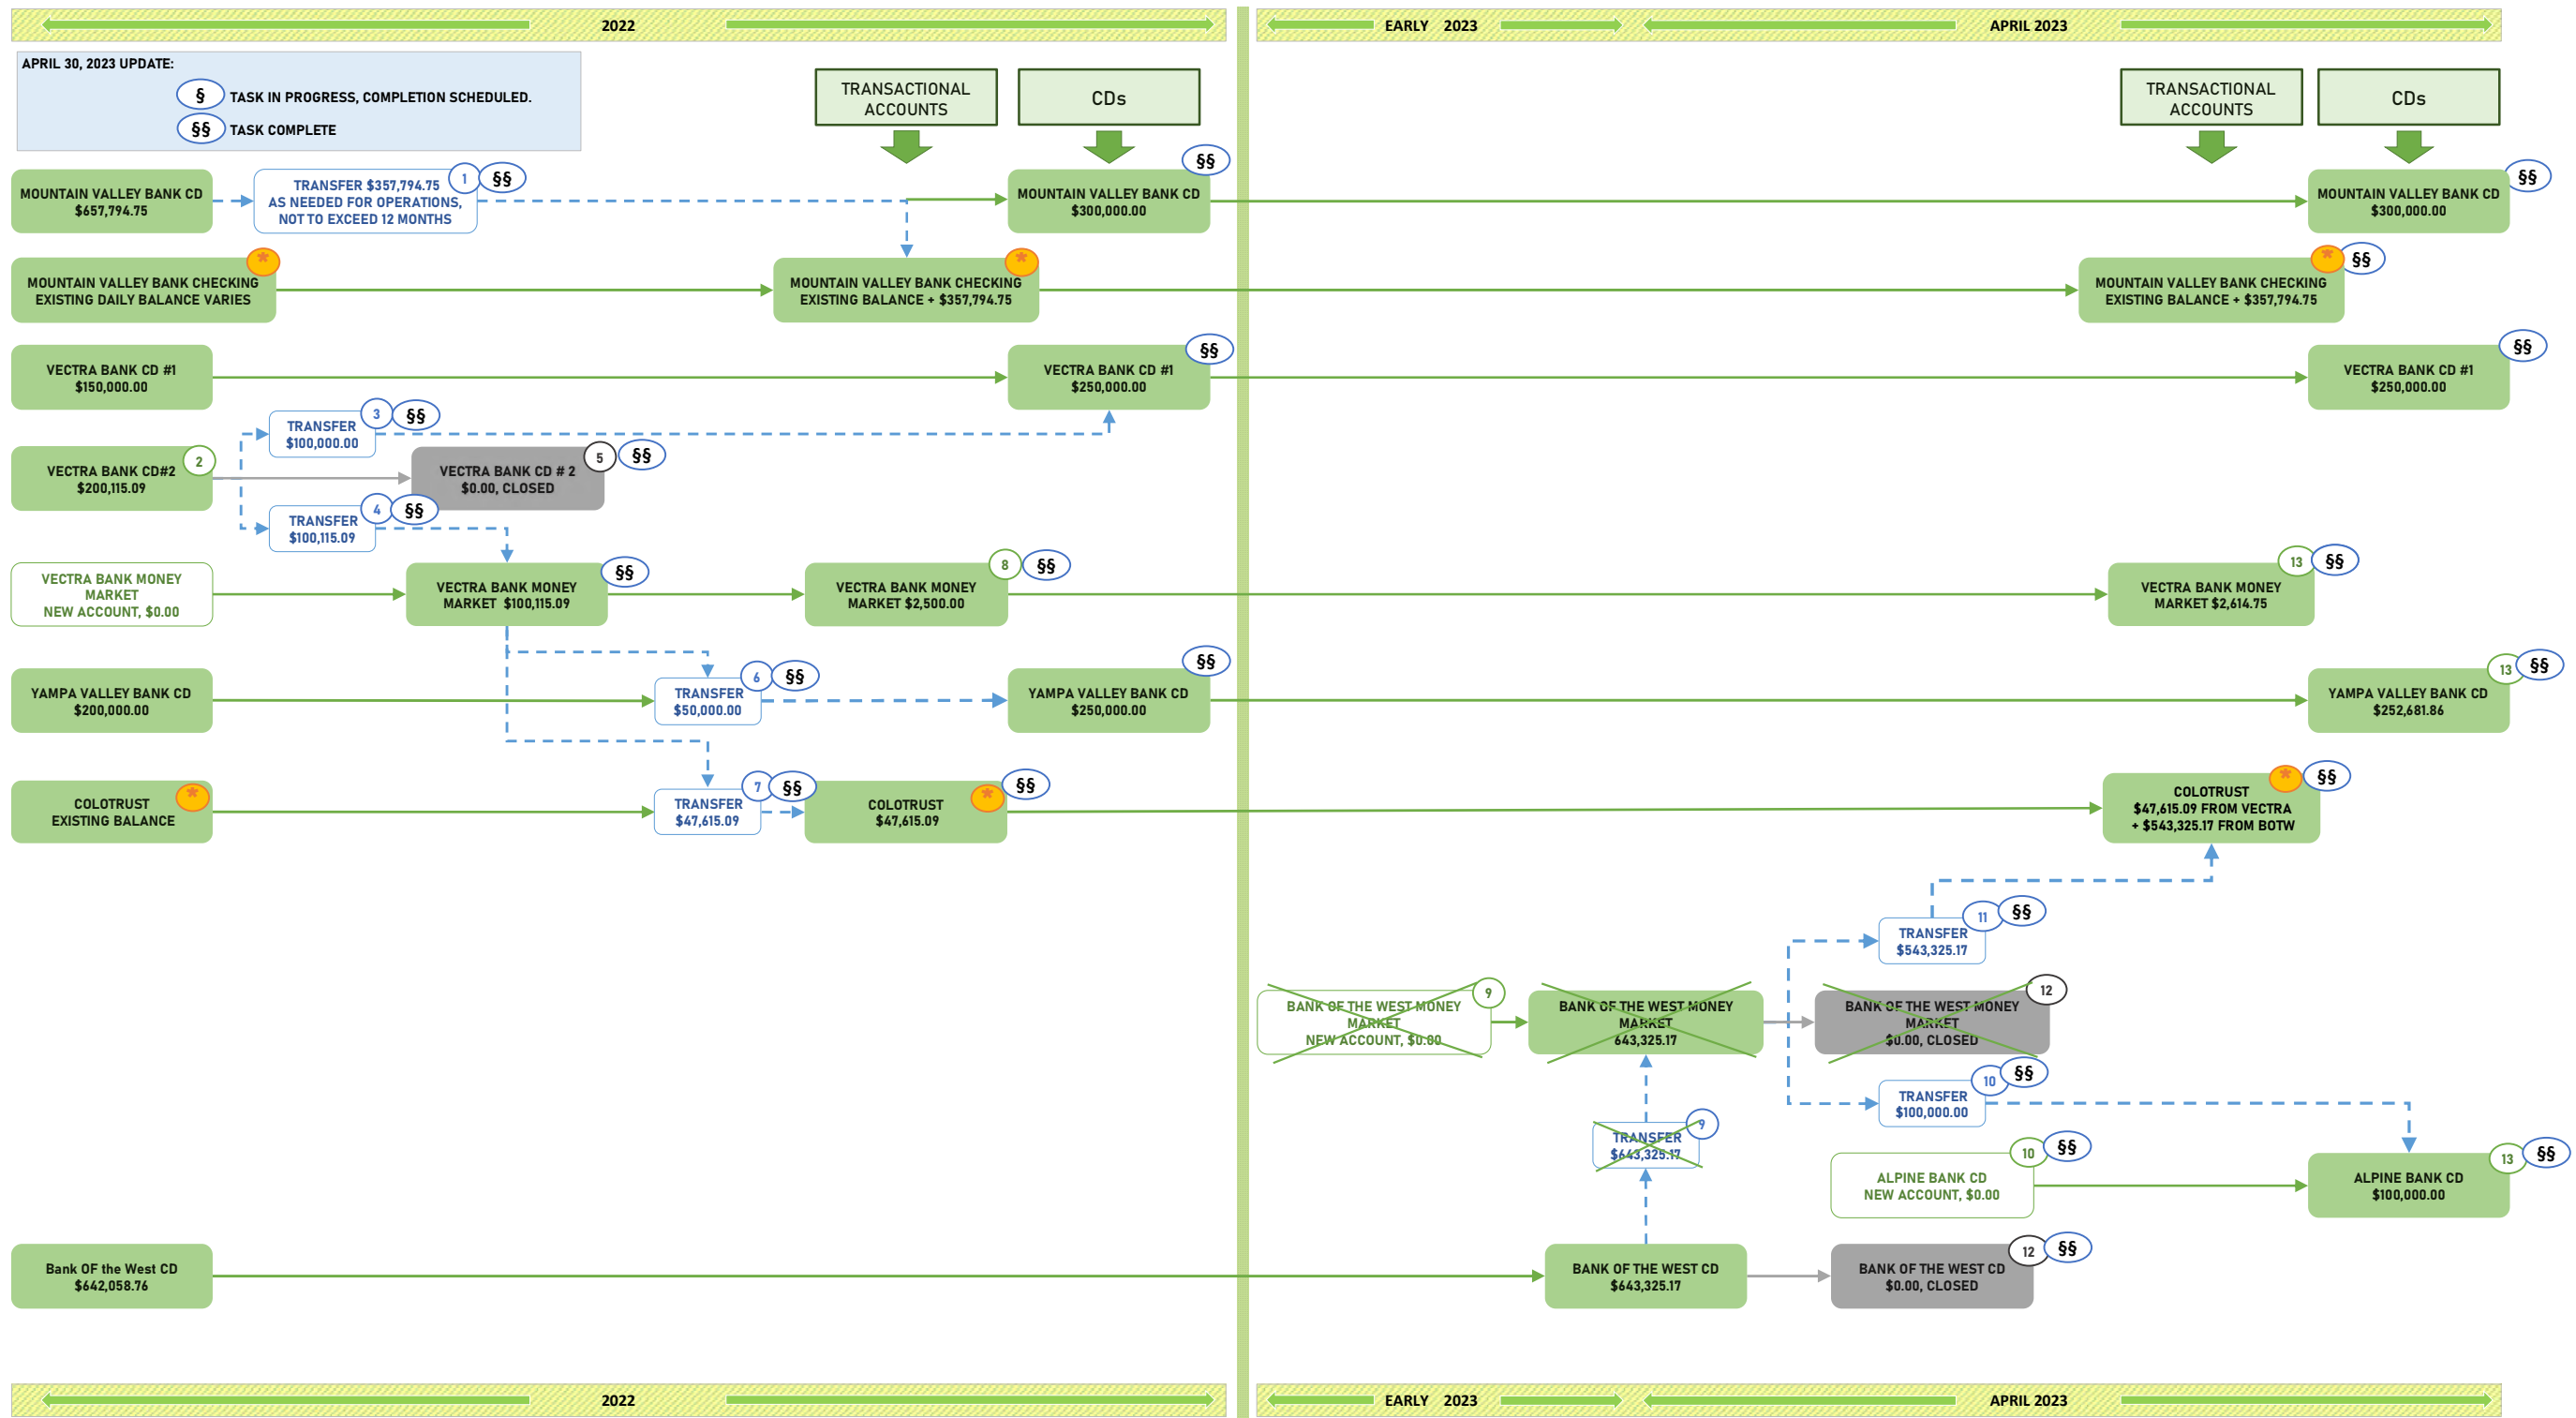 2022
EARLY 2023
APRIL 2023
APRIL 30, 2023 UPDATE:
§ TASK IN PROGRESS, COMPLETION SCHEDULED.
§§ TASK COMPLETE
TRANSACTIONAL
ACCOUNTS
CDs
TRANSACTIONAL
ACCOUNTS
CDs
MOUNTAIN VALLEY BANK CD
$657,794.75
TRANSFER $357,794.75
AS NEEDED FOR OPERATIONS,
NOT TO EXCEED 12 MONTHS
1
§§
MOUNTAIN VALLEY BANK CD
$300,000.00
§§
MOUNTAIN VALLEY BANK CD
$300,000.00
§§
MOUNTAIN VALLEY BANK CHECKING
EXISTING DAILY BALANCE VARIES
*
MOUNTAIN VALLEY BANK CHECKING
EXISTING BALANCE + $357,794.75
*
MOUNTAIN VALLEY BANK CHECKING
EXISTING BALANCE + $357,794.75
*
§§
VECTRA BANK CD #1
$150,000.00
VECTRA BANK CD #1
$250,000.00
§§
VECTRA BANK CD #1
$250,000.00
§§
TRANSFER
$100,000.00
3
§§
VECTRA BANK CD#2
$200,115.09
2
VECTRA BANK CD # 2
$0.00, CLOSED
5
§§
TRANSFER
$100,115.09
4
§§
VECTRA BANK MONEY
MARKET
NEW ACCOUNT, $0.00
VECTRA BANK MONEY
MARKET $100,115.09
§§
VECTRA BANK MONEY
MARKET $2,500.00
8
§§
VECTRA BANK MONEY
MARKET $2,614.75
13
§§
YAMPA VALLEY BANK CD
$200,000.00
TRANSFER
$50,000.00
6
§§
YAMPA VALLEY BANK CD
$250,000.00
§§
YAMPA VALLEY BANK CD
$252,681.86
13
§§
COLOTRUST
EXISTING BALANCE
*
TRANSFER
$47,615.09
7
§§
COLOTRUST
$47,615.09
*
§§
COLOTRUST
$47,615.09 FROM VECTRA
+ $543,325.17 FROM BOTW
*
§§
TRANSFER
$543,325.17
11
§§
BANK OF THE WEST MONEY
MARKET
NEW ACCOUNT, $0.00
9
BANK OF THE WEST MONEY
MARKET
643,325.17
BANK OF THE WEST MONEY
MARKET
$0.00, CLOSED
12
TRANSFER
$100,000.00
10
§§
TRANSFER
$643,325.17
9
ALPINE BANK CD
NEW ACCOUNT, $0.00
10
§§
ALPINE BANK CD
$100,000.00
13
§§
Bank OF the West CD
$642,058.76
BANK OF THE WEST CD
$643,325.17
BANK OF THE WEST CD
$0.00, CLOSED
12
§§
2022
EARLY 2023
APRIL 2023